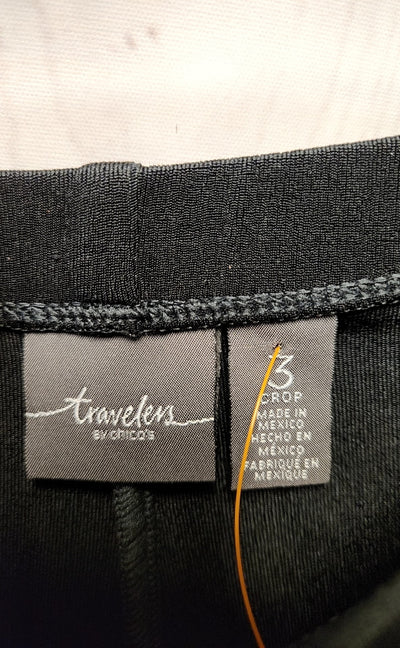 travelers
BY CHICO'S
3
CROP
MADE IN
MEXICO
HECHO EN
MÉXICO
FABRIQUÉ EN
MEXIQUE